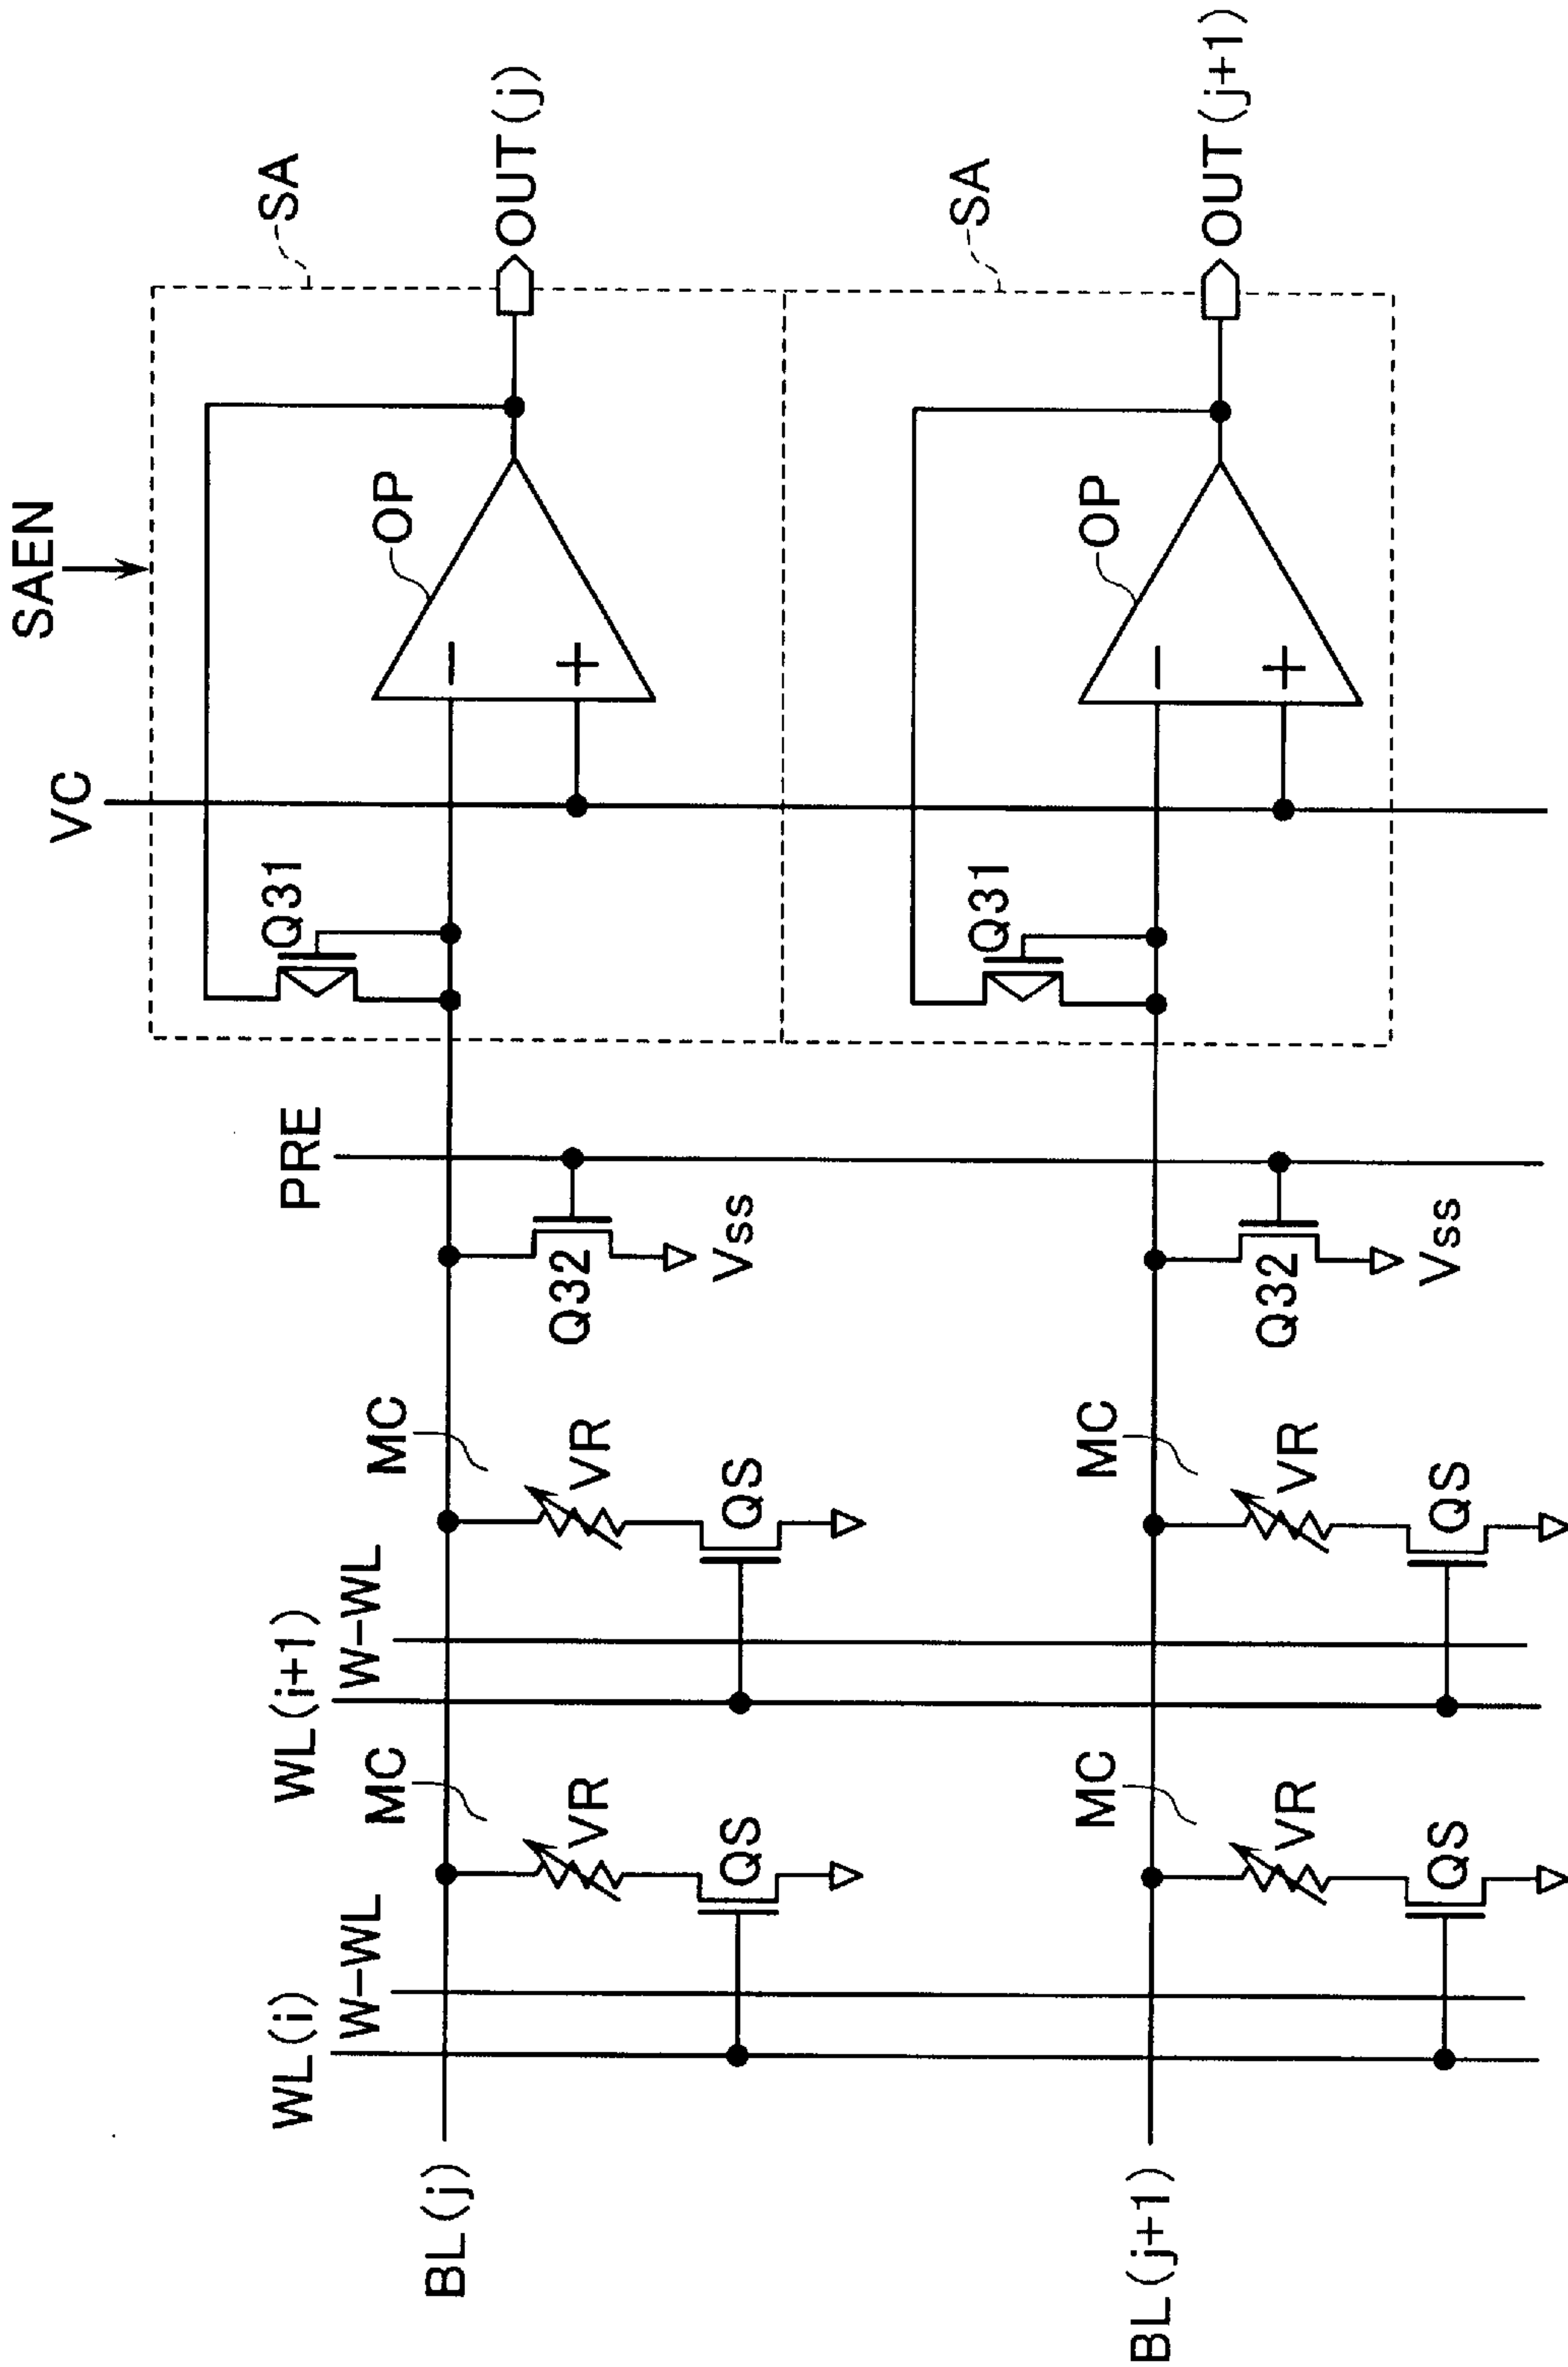 SAEN
VC
SA
Q31
OP
OUT(j)
PRE
Q32
Vss
WL(i)
W-WL
WL(i+1)
W-WL
MC
VR
QS
MC
VR
QS
BL(j)
SA
Q31
OP
OUT(j+1)
Q32
Vss
MC
VR
QS
MC
VR
QS
BL(j+1)